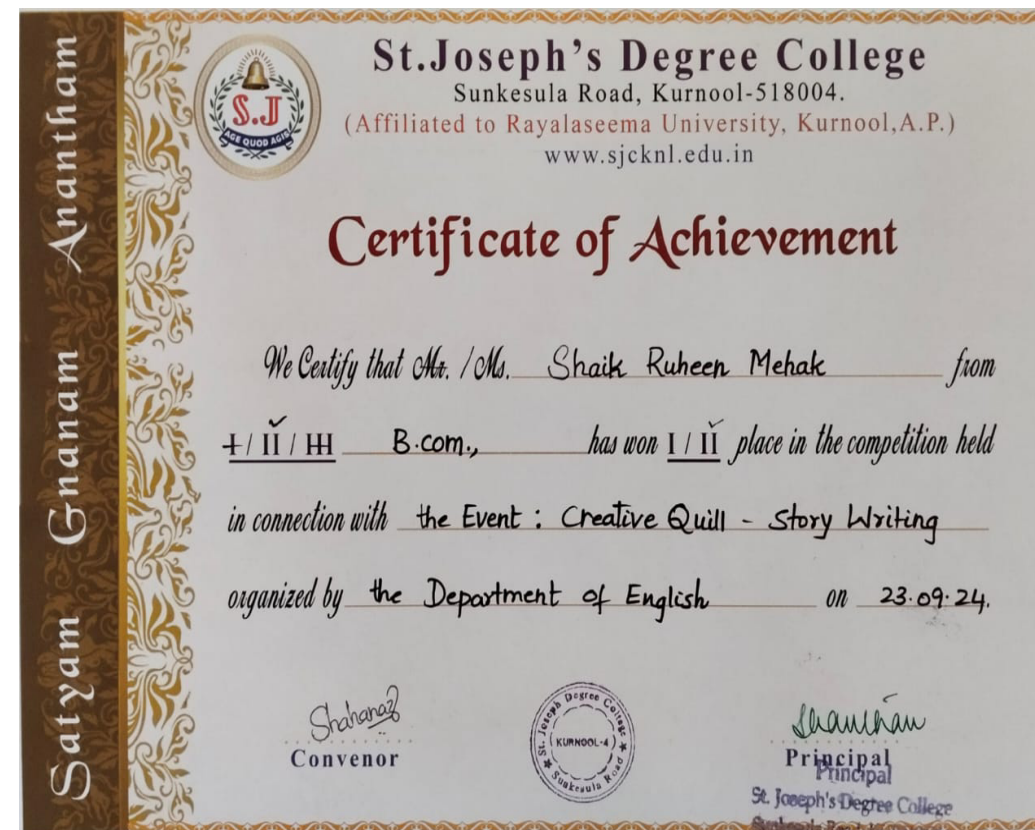 Satyam Gnanam Anantham
S.J
AGE QUOD AGIS
St.Joseph's Degree College
Sunkesula Road, Kurnool-518004.
(Affiliated to Rayalaseema University, Kurnool,A.P.)
www.sjcknl.edu.in
Certificate of Achievement
We Certify that Mr. / Ms. Shaik Ruheen Mehak from
I / II / III B.com., has won I / II place in the competition held
in connection with the Event : Creative Quill - Story Writing
organized by the Department of English on 23.09.24.
Shahanaz
Convenor
St. Joseph Degree College
KURNOOL-4
Sunkesula Road
Principal
Principal
St. Joseph's Degree College